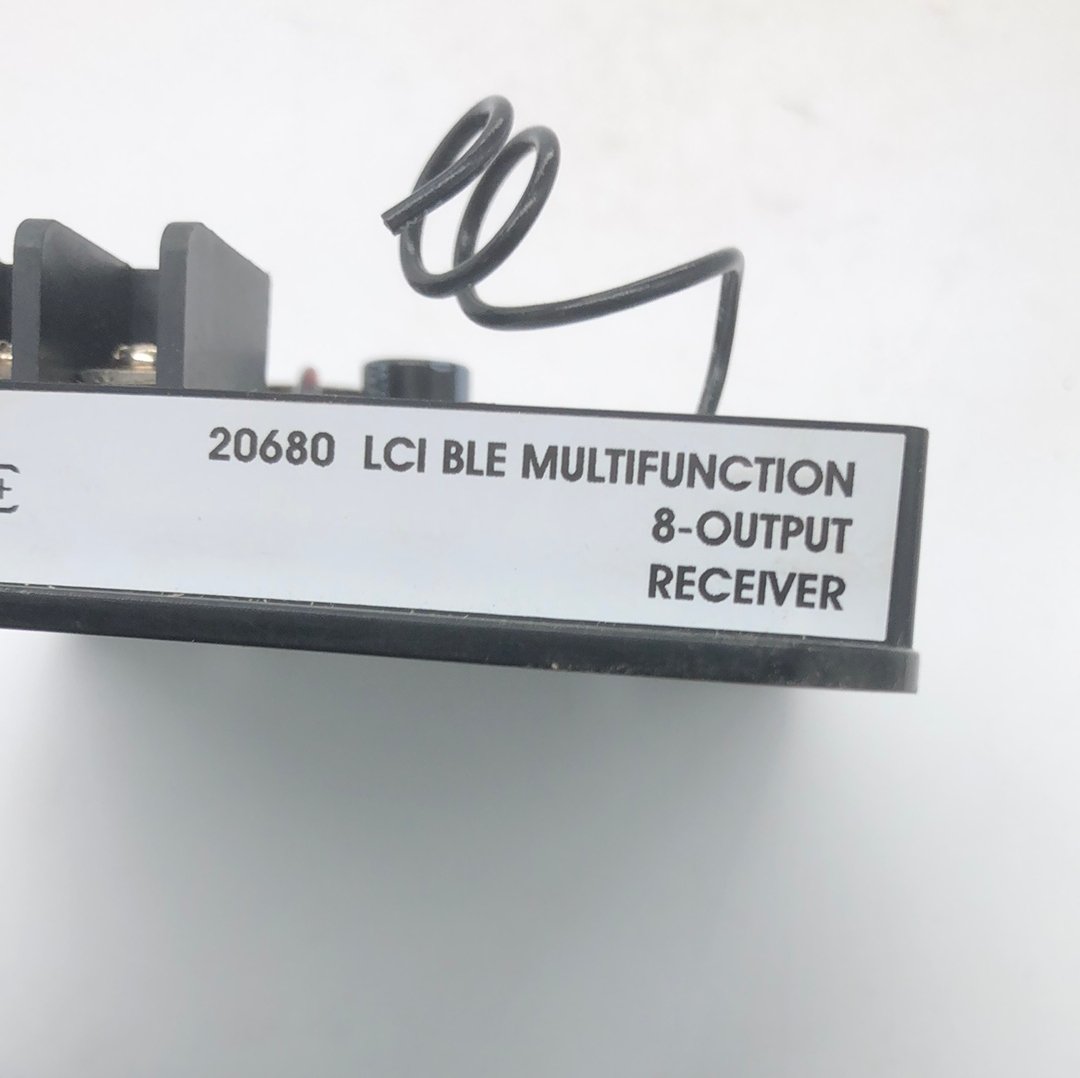 20680 LCI BLE MULTIFUNCTION
8-OUTPUT
RECEIVER